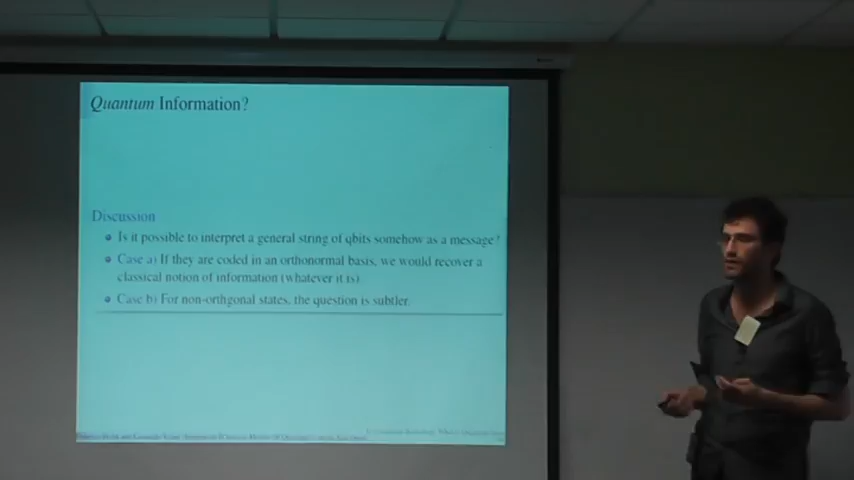 Quantum Information?
Discussion
Is it possible to interpret a general string of qbits somehow as a message?
Case a) If they are coded in an orthonormal basis, we would recover a
classical notion of information (whatever it is)
Case b) For non-orthgonal states, the question is subtler.